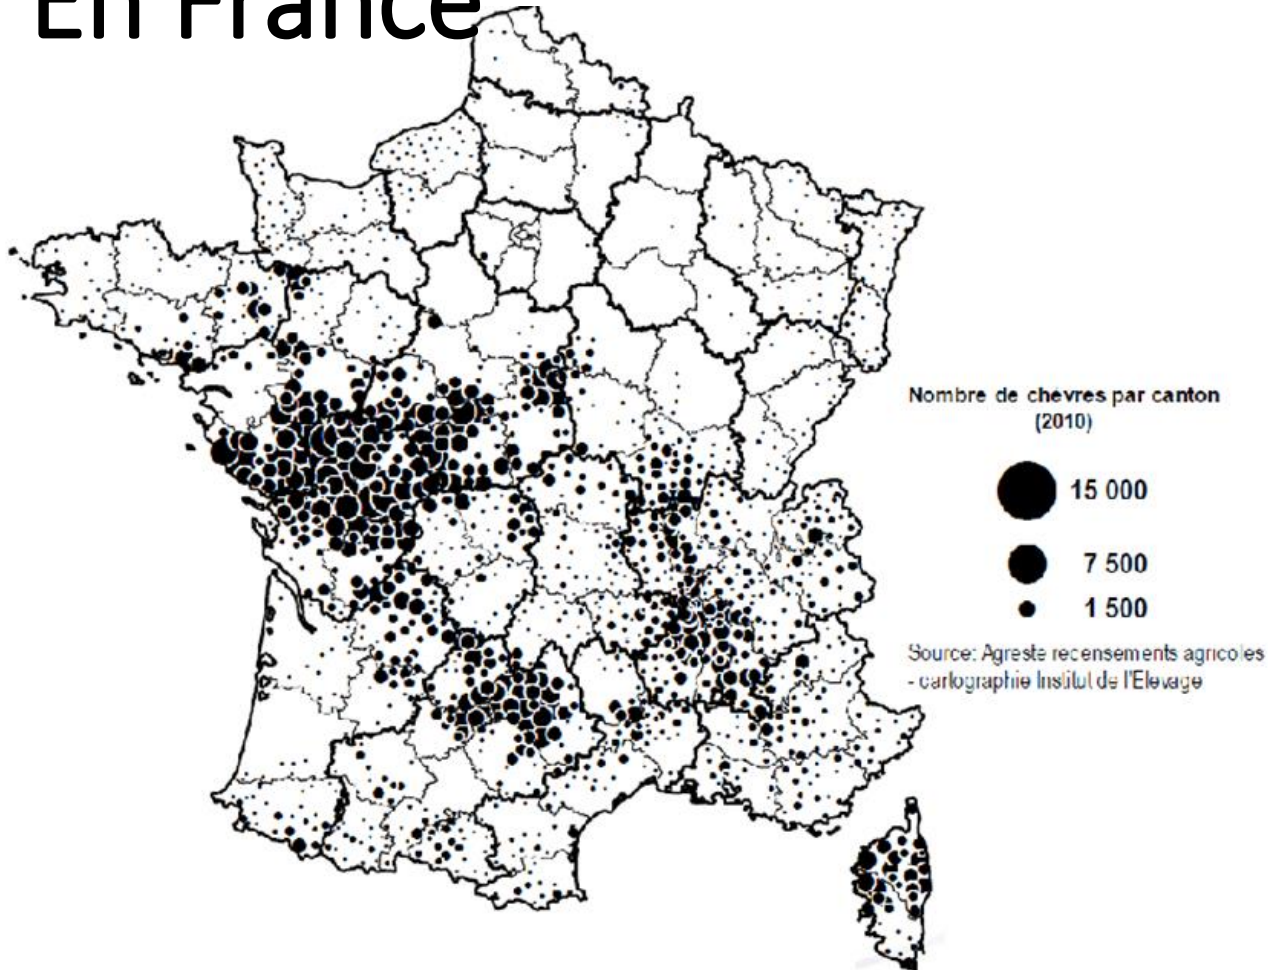 En France
Nombre de chèvres par canton
(2010)
15 000
7 500
1 500
Source: Agreste recensements agricoles
- cartographie Institut de l'Elevage